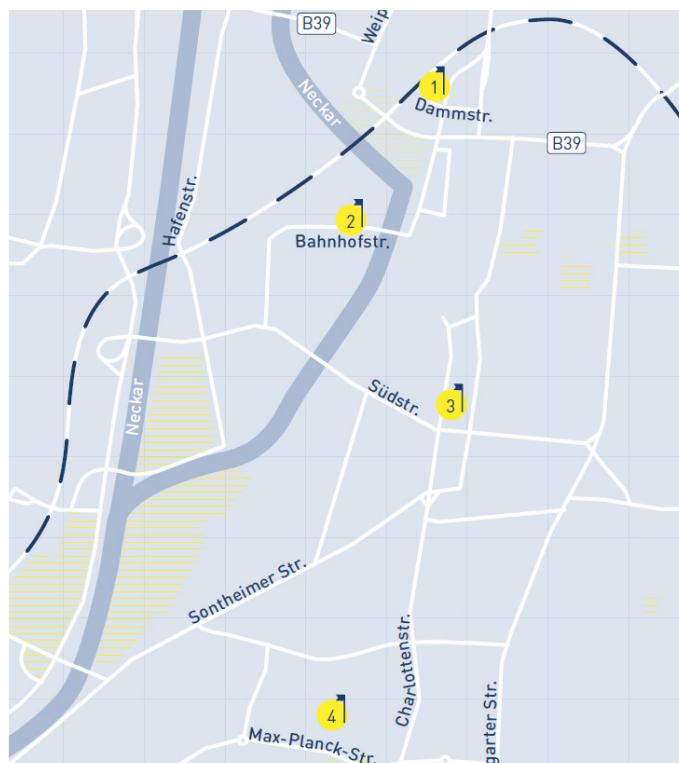 B39
Weip
1
Dammstr.
Neckar
B39
Hafenstr.
2
Bahnhofstr.
Neckar
Südstr.
3
Sontheimer Str.
Charlottenstr.
garter Str.
4
Max-Planck-Str.